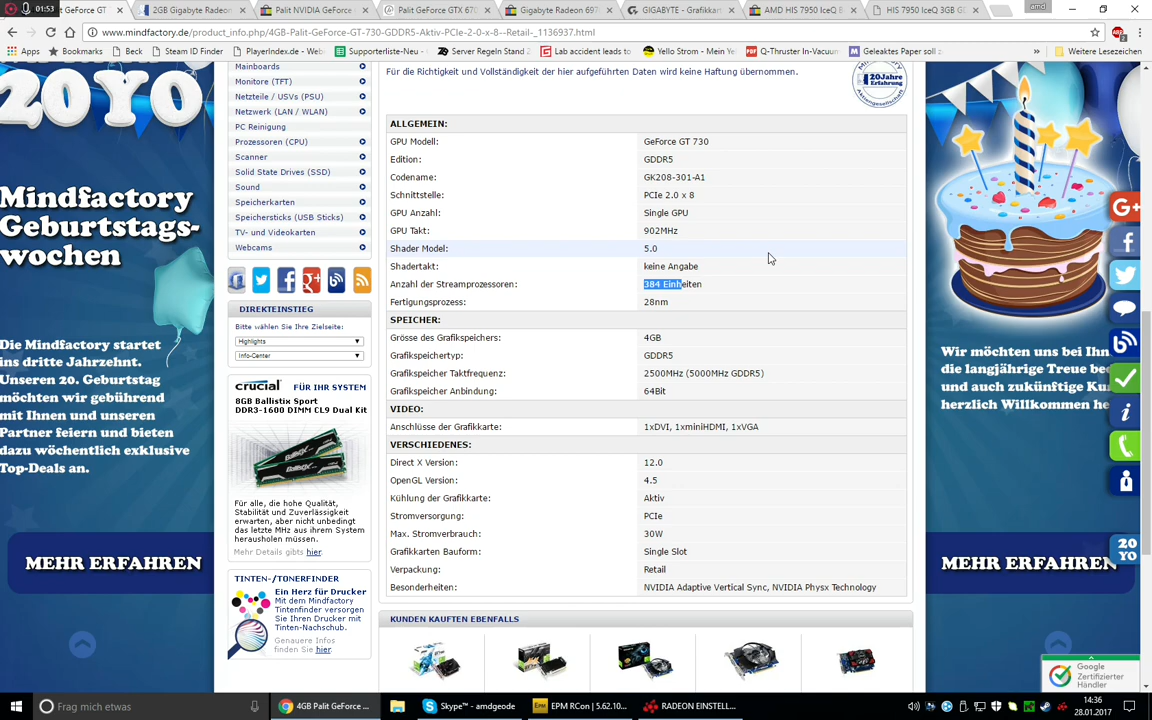 01:53
Palit GeForce GT
2GB Gigabyte Radeon
Palit NVIDIA GeForce
Palit GeForce GTX 670
Gigabyte Radeon 697
GIGABYTE - Grafikkart
AMD HIS 7950 IceQ B
HIS 7950 IceQ 3GB GD
amd
www.mindfactory.de/product_info.php/4GB-Palit-GeForce-GT-730-GDDR5-Aktiv-PCIe-2-0-x-8--Retail-_1136937.html
Apps
Bookmarks
Beck
Steam ID Finder
PlayerIndex.de - Webs
Supporterliste-Neu -
Server Regeln Stand 2
Lab accident leads to
Yello Strom - Mein Yel
Q-Thruster In-Vacuum
Geleaktes Paper soll z
»
Weitere Lesezeichen
20YO
Mindfactory
Geburtstags-
wochen
Die Mindfactory startet
ins dritte Jahrzehnt.
Unseren 20. Geburtstag
möchten wir gebührend
mit Ihnen und unseren
Partner feiern und bieten
dazu wöchentlich exklusive
Top-Deals an.
MEHR ERFAHREN
Mainboards
Monitore (TFT)
Netzteile / USVs (PSU)
Netzwerk (LAN / WLAN)
PC Reinigung
Prozessoren (CPU)
Scanner
Solid State Drives (SSD)
Sound
Speicherkarten
Speichersticks (USB Sticks)
TV- und Videokarten
Webcams
DIREKTEINSTIEG
Bitte wählen Sie Ihre Zielseite:
Highlights
Info-Center
crucial FÜR IHR SYSTEM
8GB Ballistix Sport
DDR3-1600 DIMM CL9 Dual Kit
Für alle, die hohe Qualität,
Stabilität und Zuverlässigkeit
erwarten, aber nicht unbedingt
das letzte MHz aus ihrem System
herausholen müssen.
Mehr Details gibts hier.
TINTEN-/TONERFINDER
Ein Herz für Drucker
Mit dem Mindfactory
Tintenfinder versorgen
Sie Ihren Drucker mit
Tinten-Nachschub.
Genauere Infos
finden Sie hier.
Für die Richtigkeit und Vollständigkeit der hier aufgeführten Daten wird keine Haftung übernommen.
20 Jahre
Erfahrung
ALLGEMEIN:
GPU Modell: GeForce GT 730
Edition: GDDR5
Codename: GK208-301-A1
Schnittstelle: PCIe 2.0 x 8
GPU Anzahl: Single GPU
GPU Takt: 902MHz
Shader Model: 5.0
Shadertakt: keine Angabe
Anzahl der Streamprozessoren: 384 Einheiten
Fertigungsprozess: 28nm
SPEICHER:
Grösse des Grafikspeichers: 4GB
Grafikspeichertyp: GDDR5
Grafikspeicher Taktfrequenz: 2500MHz (5000MHz GDDR5)
Grafikspeicher Anbindung: 64Bit
VIDEO:
Anschlüsse der Grafikkarte: 1xDVI, 1xminiHDMI, 1xVGA
VERSCHIEDENES:
Direct X Version: 12.0
OpenGL Version: 4.5
Kühlung der Grafikkarte: Aktiv
Stromversorgung: PCIe
Max. Stromverbrauch: 30W
Grafikkarten Bauform: Single Slot
Verpackung: Retail
Besonderheiten: NVIDIA Adaptive Vertical Sync, NVIDIA Physx Technology
KUNDEN KAUFTEN EBENFALLS
Wir möchten uns bei Ihn
die langjährige Treue be
und auch zukünftige Ku
herzlich Willkommen he
MEHR ERFAHREN
G+
20
YO
Google
Zertifizierter
Händler
Frag mich etwas
4GB Palit GeForce ...
Skype™ - amdgeode
EPM RCon | 5.62.10...
RADEON EINSTELL...
14:36
28.01.2017